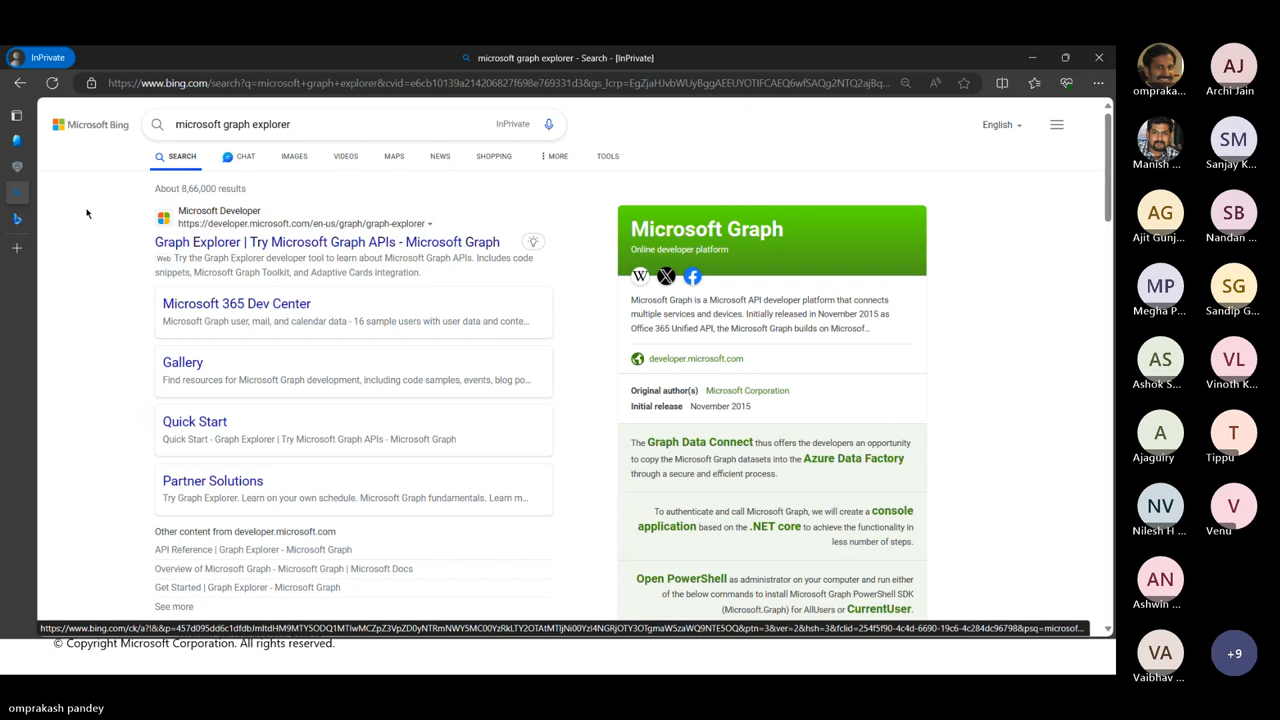 InPrivate
microsoft graph explorer - Search - [InPrivate]
https://www.bing.com/search?q=microsoft+graph+explorer&cvid=e6cb10139a214206827f698e769331d3&gs_lcrp=
Microsoft Bing
microsoft graph explorer
InPrivate
English
SEARCH
CHAT
IMAGES
VIDEOS
MAPS
NEWS
SHOPPING
MORE
TOOLS
About 8,66,000 results
Microsoft Developer
https://developer.microsoft.com/en-us/graph/graph-explorer
Graph Explorer | Try Microsoft Graph APIs - Microsoft Graph
Web Try the Graph Explorer developer tool to learn about Microsoft Graph APIs. Includes code
snippets, Microsoft Graph Toolkit, and Adaptive Cards integration.
Microsoft 365 Dev Center
Microsoft Graph user, mail, and calendar data - 16 sample users with user data and conte...
Gallery
Find resources for Microsoft Graph development, including code samples, events, blog po...
Quick Start
Quick Start - Graph Explorer | Try Microsoft Graph APIs - Microsoft Graph
Partner Solutions
Try Graph Explorer. Learn on your own schedule. Microsoft Graph fundamentals. Learn m...
Other content from developer.microsoft.com
API Reference | Graph Explorer - Microsoft Graph
Overview of Microsoft Graph - Microsoft Graph | Microsoft Docs
Get Started | Graph Explorer - Microsoft Graph
See more
Microsoft Graph
Online developer platform
W
X
f
Microsoft Graph is a Microsoft API developer platform that connects
multiple services and devices. Initially released in November 2015 as
Office 365 Unified API, the Microsoft Graph builds on Microsof...
developer.microsoft.com
Original author(s) Microsoft Corporation
Initial release November 2015
The Graph Data Connect thus offers the developers an opportunity
to copy the Microsoft Graph datasets into the Azure Data Factory
through a secure and efficient process.
To authenticate and call Microsoft Graph, we will create a console
application based on the .NET core to achieve the functionality in
less number of steps.
Open PowerShell as administrator on your computer and run either
of the below commands to install Microsoft Graph PowerShell SDK
(Microsoft.Graph) for AllUsers or CurrentUser.
© Copyright Microsoft Corporation. All rights reserved.
omprakash pandey
ompraka...
AJ
Archi Jain
Manish ...
SM
Sanjay K...
AG
Ajit Gunj...
SB
Nandan ...
MP
Megha P...
SG
Sandip G...
AS
Ashok S...
VL
Vinoth K...
A
Ajaguiry
T
Tippu
NV
Nilesh H ...
V
Venu
AN
Ashwin ...
VA
Vaibhav ...
+9